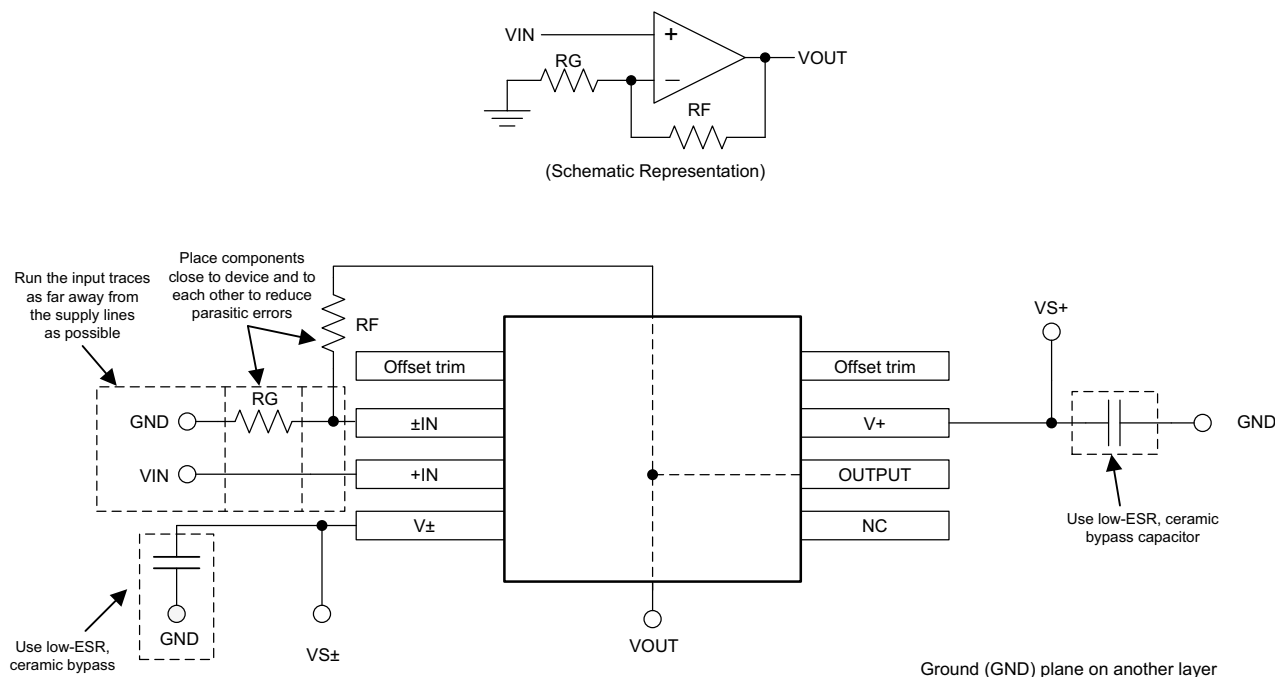 VIN
+
RG
−
VOUT
RF
(Schematic Representation)
Run the input traces
as far away from
the supply lines
as possible
Place components
close to device and to
each other to reduce
parasitic errors
RF
VS+
Offset trim
Offset trim
RG
GND
±IN
V+
GND
VIN
+IN
OUTPUT
V±
NC
Use low-ESR, ceramic
bypass capacitor
GND
Use low-ESR,
ceramic bypass
VS±
VOUT
Ground (GND) plane on another layer